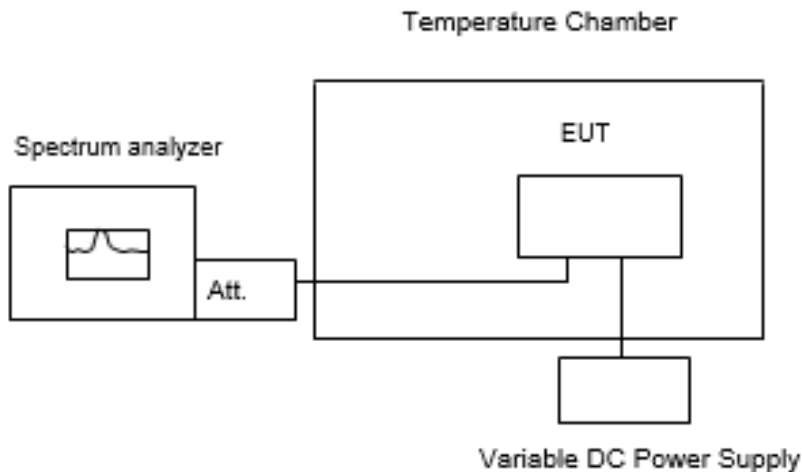 Temperature Chamber
EUT
Spectrum analyzer
Att.
Variable DC Power Supply